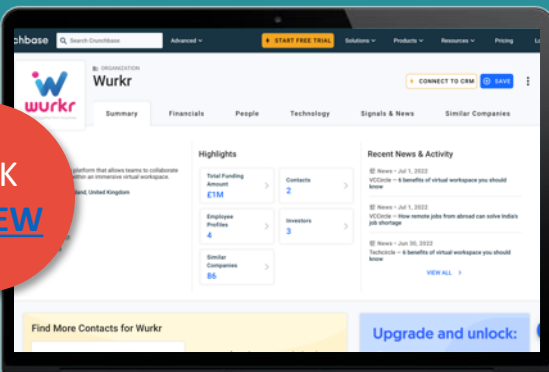 chbase
Search Crunchbase
Advanced
START FREE TRIAL
Solutions
Products
Resources
Pricing
ORGANIZATION
Wurkr
CONNECT TO CRM
SAVE
wurkr
Summary
Financials
People
Technology
Signals & News
Similar Companies
K
EW
platform that allows teams to collaborate
within an immersive virtual workspace.
United Kingdom
Highlights
Total Funding
Amount
£1M
Contacts
2
Employee
Profiles
4
Investors
3
Similar
Companies
86
Recent News & Activity
News • Jul 1, 2022
VCCircle — 6 benefits of virtual workspace you should
know
News • Jul 1, 2022
VCCircle — How remote jobs from abroad can solve India's
job shortage
News • Jun 30, 2022
Techcircle — 6 benefits of virtual workspace you should
know
VIEW ALL
Find More Contacts for Wurkr
Upgrade and unlock: